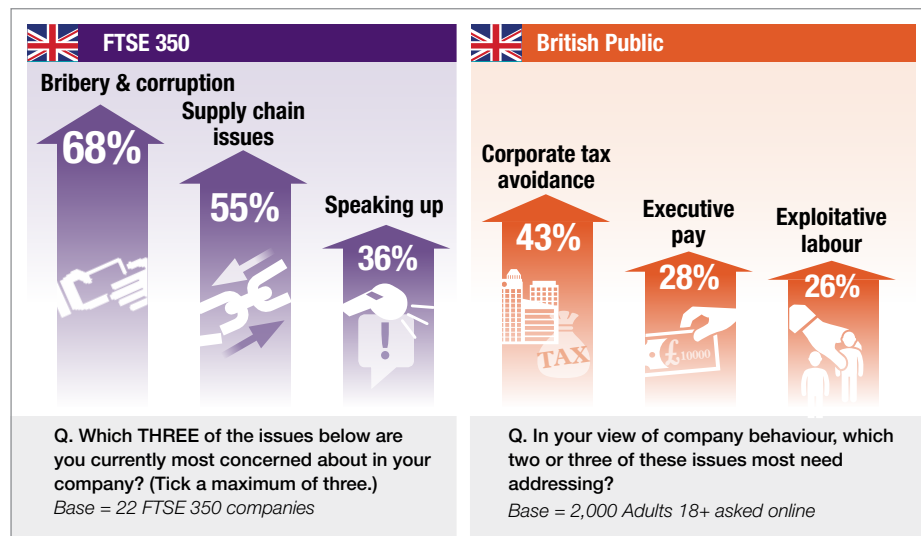 FTSE 350
Bribery & corruption
68%
Supply chain
issues
55%
Speaking up
36%
Q. Which THREE of the issues below are
you currently most concerned about in your
company? (Tick a maximum of three.)
Base = 22 FTSE 350 companies
British Public
Corporate tax
avoidance
43%
TAX
Executive
pay
28%
£10000
Exploitative
labour
26%
Q. In your view of company behaviour, which
two or three of these issues most need
addressing?
Base = 2,000 Adults 18+ asked online